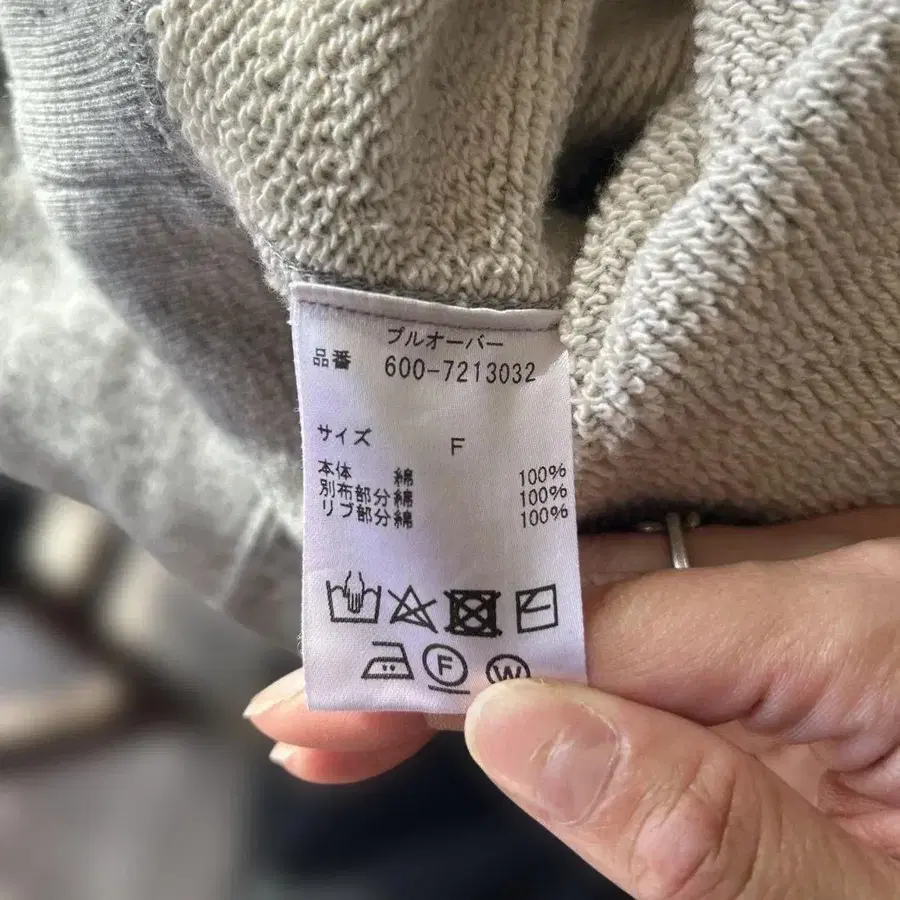 プルオーバー
品番 600-7213032
サイズ F
本体 綿 100%
別布部分綿 100%
リブ部分綿 100%
F W